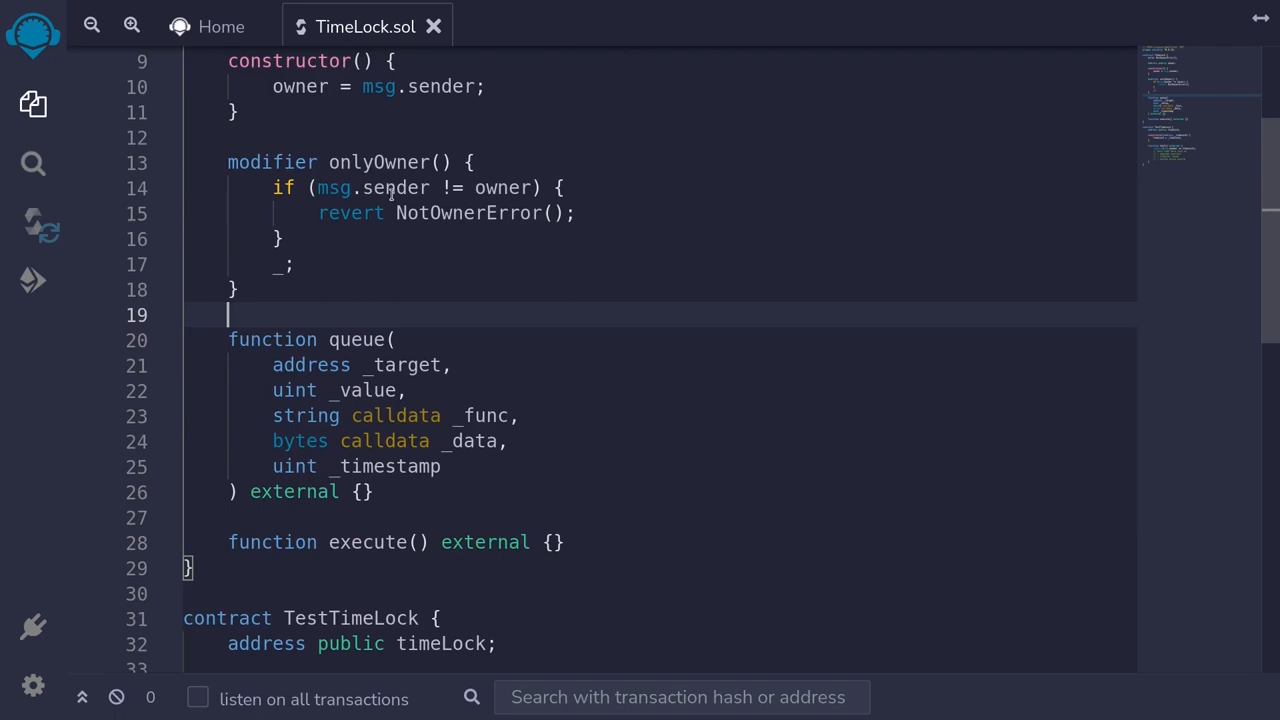 Home
TimeLock.sol
9 constructor() {
10 owner = msg.sender;
11 }
12
13 modifier onlyOwner() {
14 if (msg.sender != owner) {
15 revert NotOwnerError();
16 }
17 _;
18 }
19
20 function queue(
21 address _target,
22 uint _value,
23 string calldata _func,
24 bytes calldata _data,
25 uint _timestamp
26 ) external {}
27
28 function execute() external {}
29 }
30
31 contract TestTimeLock {
32 address public timeLock;
33
0
listen on all transactions
Search with transaction hash or address